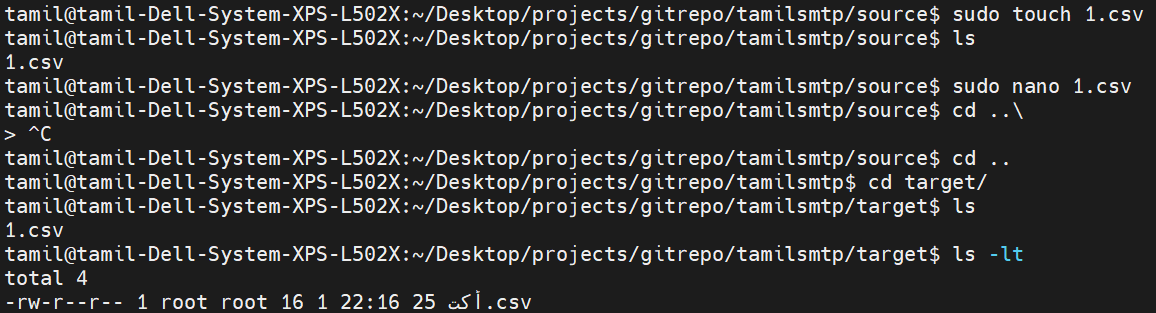 tamil@tamil-Dell-System-XPS-L502X:~/Desktop/projects/gitrepo/tamilsmtp/source$ sudo touch 1.csv
tamil@tamil-Dell-System-XPS-L502X:~/Desktop/projects/gitrepo/tamilsmtp/source$ ls
1.csv
tamil@tamil-Dell-System-XPS-L502X:~/Desktop/projects/gitrepo/tamilsmtp/source$ sudo nano 1.csv
tamil@tamil-Dell-System-XPS-L502X:~/Desktop/projects/gitrepo/tamilsmtp/source$ cd ..\
> ^C
tamil@tamil-Dell-System-XPS-L502X:~/Desktop/projects/gitrepo/tamilsmtp/source$ cd ..
tamil@tamil-Dell-System-XPS-L502X:~/Desktop/projects/gitrepo/tamilsmtp$ cd target/
tamil@tamil-Dell-System-XPS-L502X:~/Desktop/projects/gitrepo/tamilsmtp/target$ ls
1.csv
tamil@tamil-Dell-System-XPS-L502X:~/Desktop/projects/gitrepo/tamilsmtp/target$ ls -lt
total 4
-rw-r--r-- 1 root root 16 أكت 25 22:16 1.csv